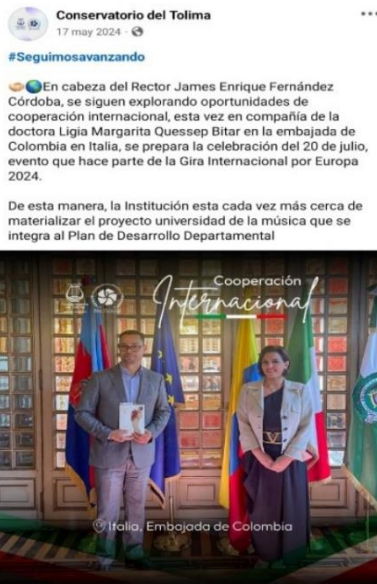 Conservatorio del Tolima
17 may 2024 ·
#Seguimosavanzando
🤝🌎En cabeza del Rector James Enrique Fernández
Córdoba, se siguen explorando oportunidades de
cooperación internacional, esta vez en compañía de la
doctora Ligia Margarita Quessep Bitar en la embajada de
Colombia en Italia, se prepara la celebración del 20 de julio,
evento que hace parte de la Gira Internacional por Europa
2024.
De esta manera, la Institución esta cada vez más cerca de
materializar el proyecto universidad de la música que se
integra al Plan de Desarrollo Departamental
Cooperación
Internacional
Italia, Embajada de Colombia